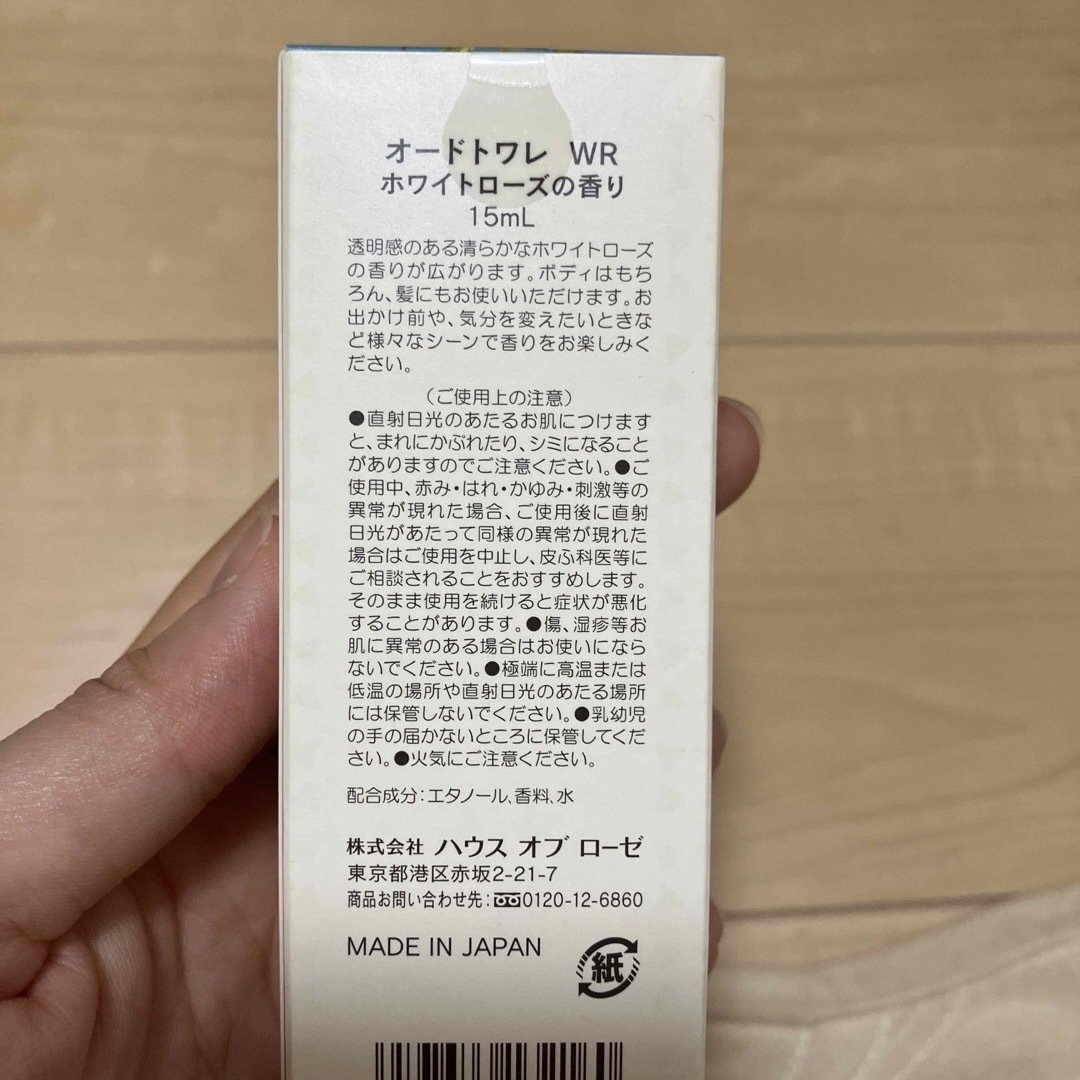 オードトワレ WR
ホワイトローズの香り
15mL
透明感のある清らかなホワイトローズ
の香りが広がります。ボディはもち
ろん、髪にもお使いいただけます。お
出かけ前や、気分を変えたいときな
ど様々なシーンで香りをお楽しみく
ださい。
（ご使用上の注意）
●直射日光のあたるお肌につけます
と、まれにかぶれたり、シミになること
がありますのでご注意ください。●ご
使用中、赤み・はれ・かゆみ・刺激等の
異常が現れた場合、ご使用後に直射
日光があたって同様の異常が現れた
場合はご使用を中止し、皮ふ科医等に
ご相談されることをおすすめします。
そのまま使用を続けると症状が悪化
することがあります。●傷、湿疹等お
肌に異常のある場合はお使いになら
ないでください。●極端に高温または
低温の場所や直射日光のあたる場所
には保管しないでください。●乳幼児
の手の届かないところに保管してくだ
さい。●火気にご注意ください。
配合成分：エタノール、香料、水
株式会社 ハウス オブ ローゼ
東京都港区赤坂2-21-7
商品お問い合わせ先：0120-12-6860
MADE IN JAPAN
紙